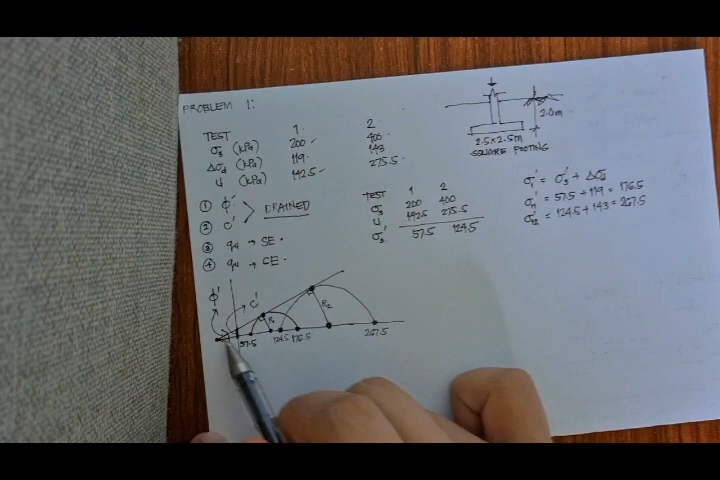 PROBLEM 1:
TEST 1 2
σ3 (kPa) 200 400
Δσd (kPa) 119 143
u (kPa) 142.5 275.5
① φ'
② c' > DRAINED
③ qu → SE
④ qu → CE
2.0m
2.5 x 2.5m
SQUARE FOOTING
TEST 1 2
σ3 200 400
u 142.5 275.5
σ3' 57.5 124.5
σ1' = σ3' + Δσd
σ11' = 57.5 + 119 = 176.5
σ12' = 124.5 + 143 = 267.5
φ' c' R1 R2
57.5 124.5 176.5 267.5